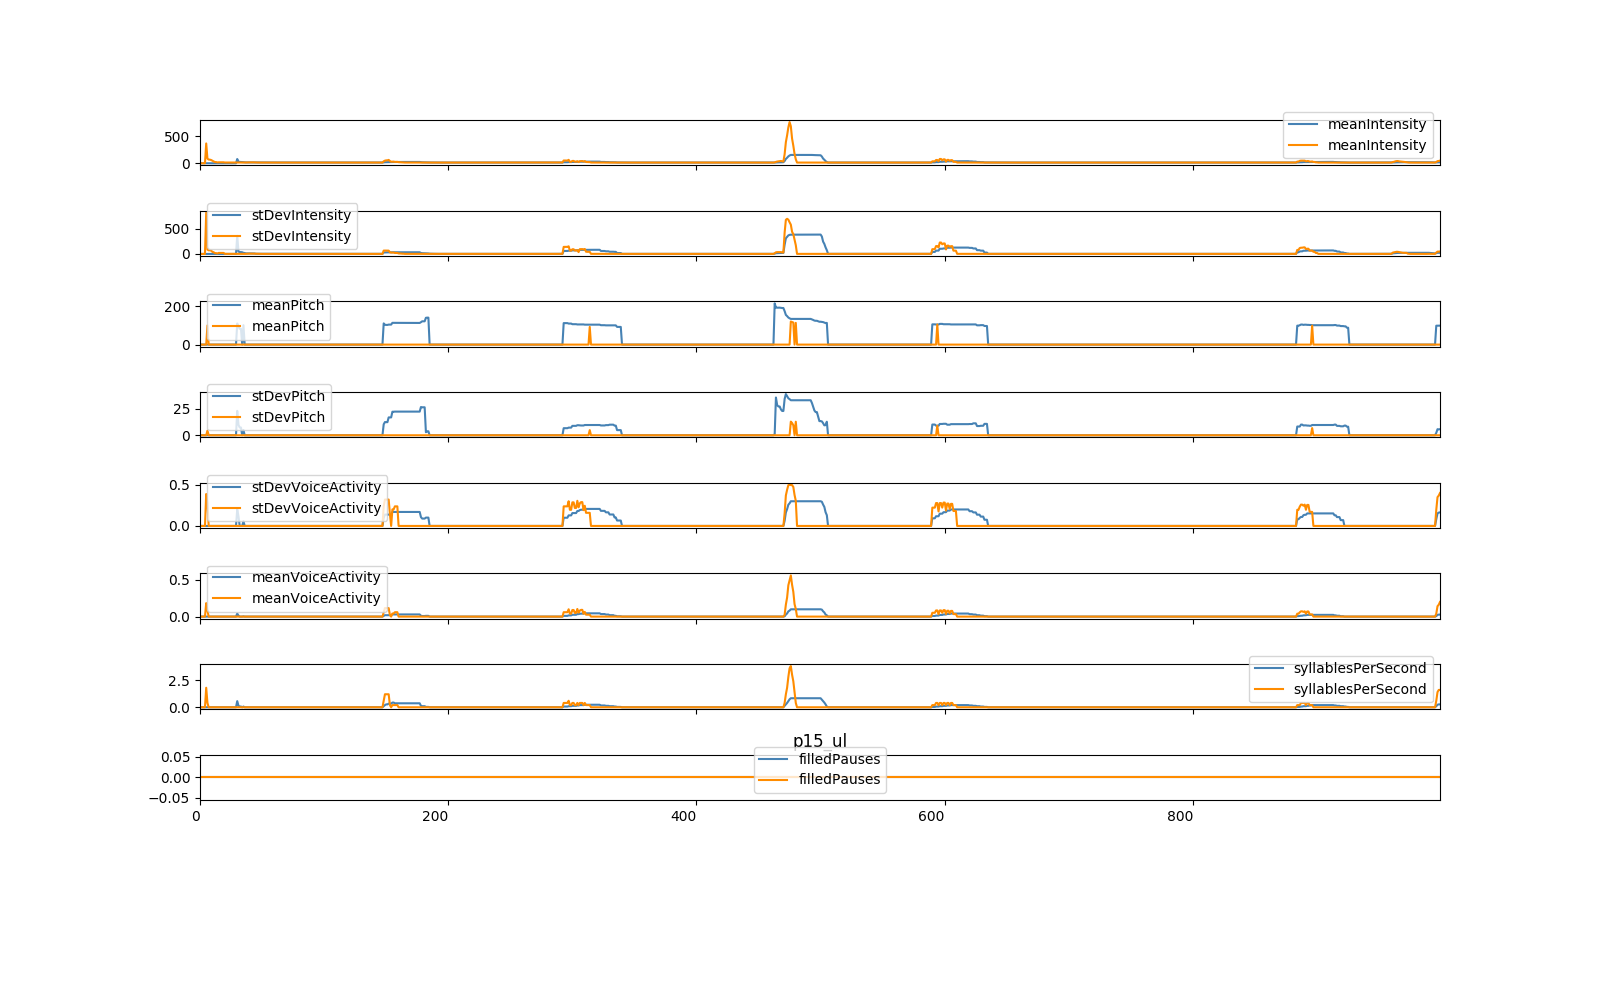 500
0
meanIntensity
meanIntensity
500
0
stDevIntensity
stDevIntensity
200
0
meanPitch
meanPitch
25
0
stDevPitch
stDevPitch
0.5
0.0
stDevVoiceActivity
stDevVoiceActivity
0.5
0.0
meanVoiceActivity
meanVoiceActivity
2.5
0.0
syllablesPerSecond
syllablesPerSecond
p15_ul
0.05
0.00
−0.05
filledPauses
filledPauses
0 200 400 600 800